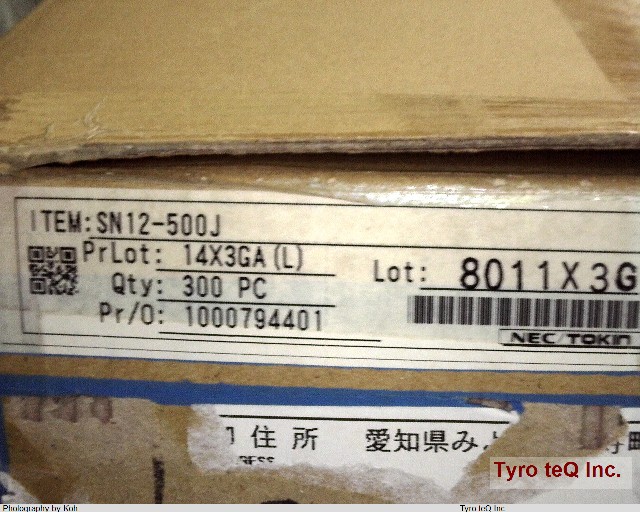 ITEM: SN12-500J
PrLot: 14X3GA(L)
Qty: 300 PC
Pr/O: 1000794401
Lot: 8011X3G
NEC/TOKIN
住所 愛知県み
Tyro teQ Inc.
Photography by Koh Tyro teQ Inc